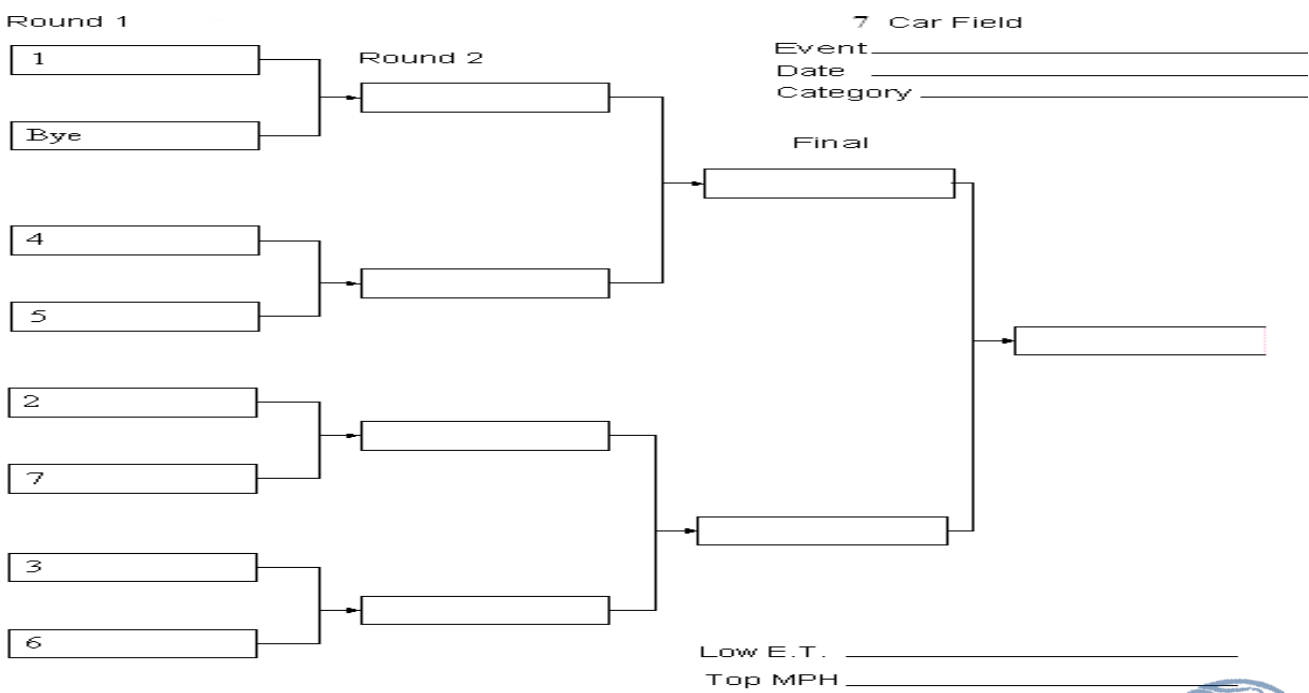 Round 1
7 Car Field
1
Round 2
Event
Date
Category
Bye
Final
4
5
2
7
3
6
Low E.T.
Top MPH